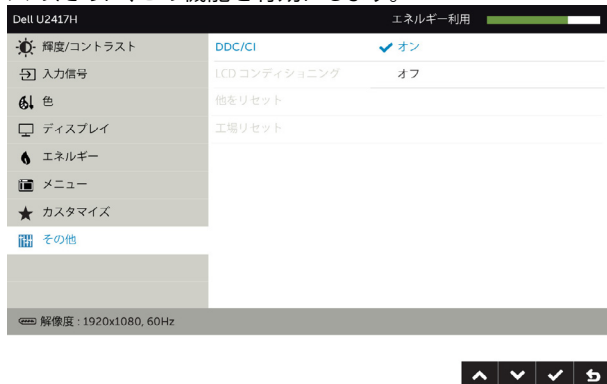 Dell U2417H エネルギー利用
輝度/コントラスト DDC/CI オン
入力信号 LCD コンディショニング オフ
色 他をリセット
ディスプレイ 工場リセット
エネルギー
メニュー
カスタマイズ
その他
解像度 : 1920x1080, 60Hz